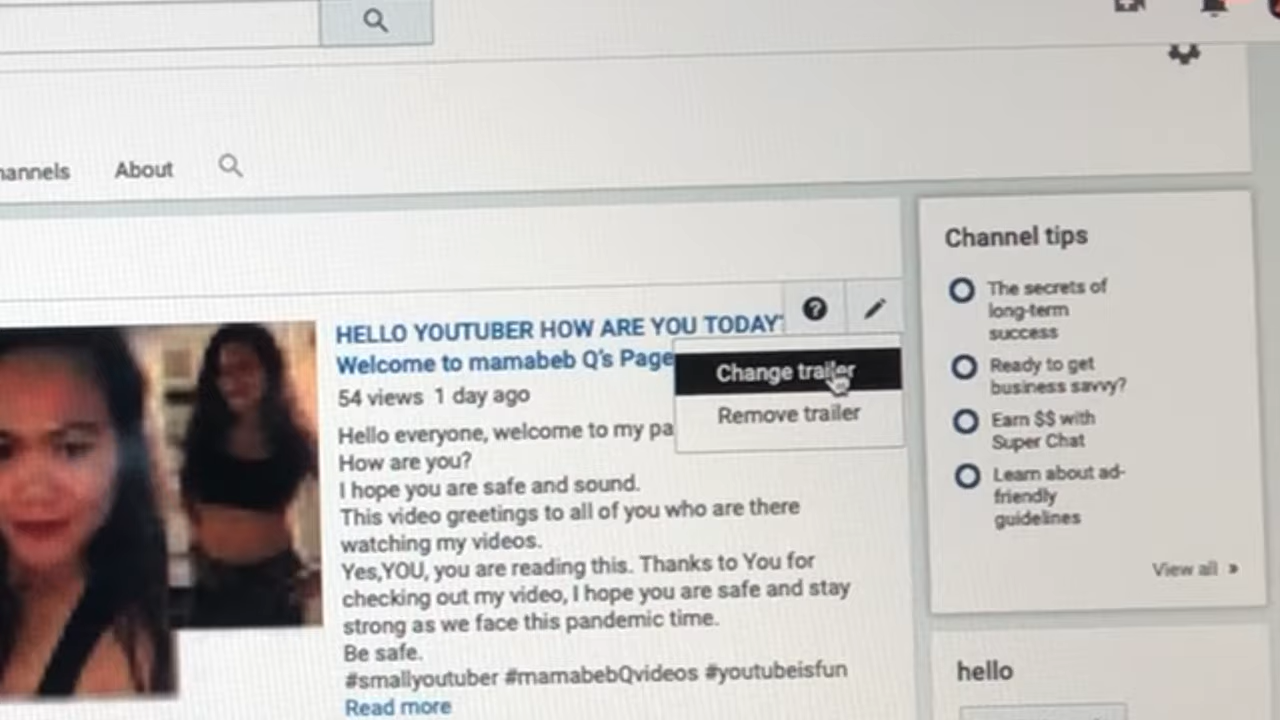 About
HELLO YOUTUBER HOW ARE YOU TODAY
Welcome to mamabeb Q's Page
54 views 1 day ago
Change trailer
Remove trailer
Hello everyone, welcome to my pa
How are you?
I hope you are safe and sound.
This video greetings to all of you who are there
watching my videos.
Yes,YOU, you are reading this. Thanks to You for
checking out my video, I hope you are safe and stay
strong as we face this pandemic time.
Be safe.
#smallyoutuber #mamabebQvideos #youtubeisfun
Read more
Channel tips
The secrets of
long-term
success
Ready to get
business savvy?
Earn $$ with
Super Chat
Learn about ad-
friendly
guidelines
View all »
hello